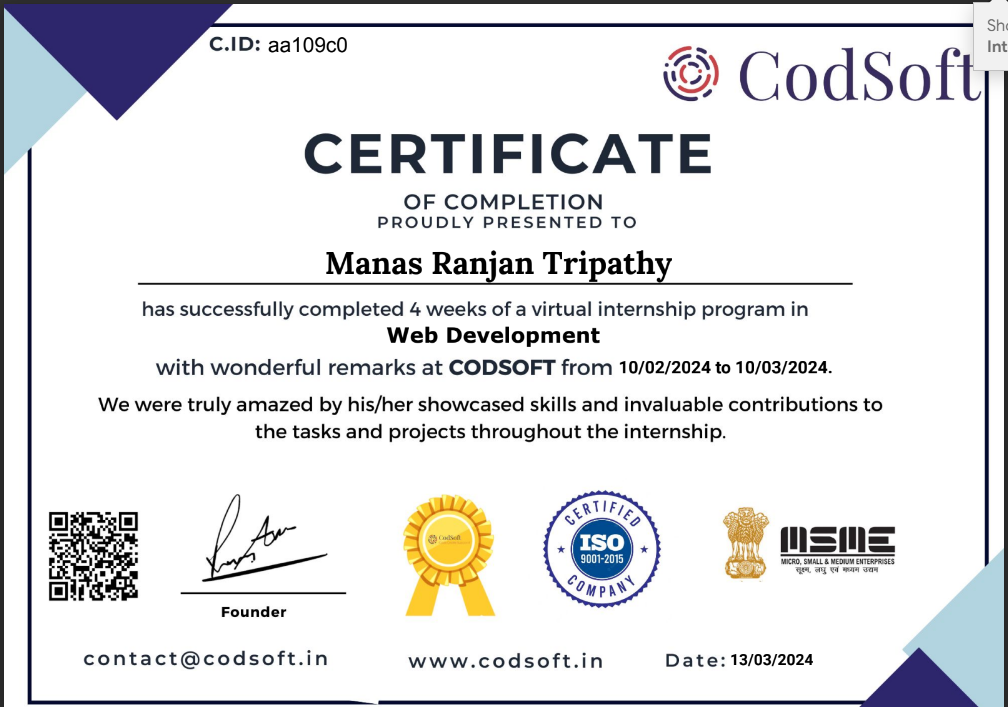 C.ID: aa109c0
Sho
Int
CodSoft
CERTIFICATE
OF COMPLETION
PROUDLY PRESENTED TO
Manas Ranjan Tripathy
has successfully completed 4 weeks of a virtual internship program in
Web Development
with wonderful remarks at CODSOFT from 10/02/2024 to 10/03/2024.
We were truly amazed by his/her showcased skills and invaluable contributions to
the tasks and projects throughout the internship.
Founder
CodSoft
CERTIFIED
ISO
9001-2015
COMPANY
MSME
MICRO, SMALL & MEDIUM ENTERPRISES
सूक्ष्म, लघु एवं मध्यम उद्यम
contact@codsoft.in
www.codsoft.in
Date: 13/03/2024